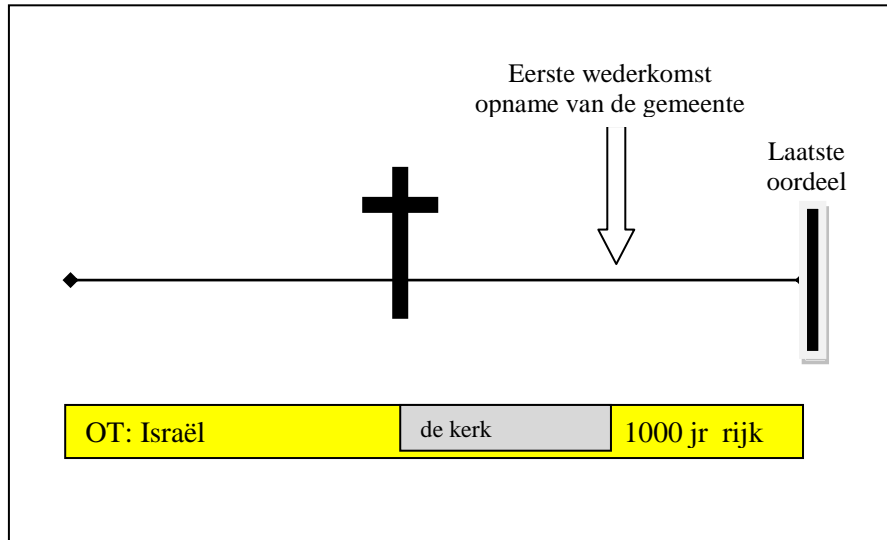 Eerste wederkomst
opname van de gemeente
Laatste
oordeel
OT: Israël
de kerk
1000 jr rijk